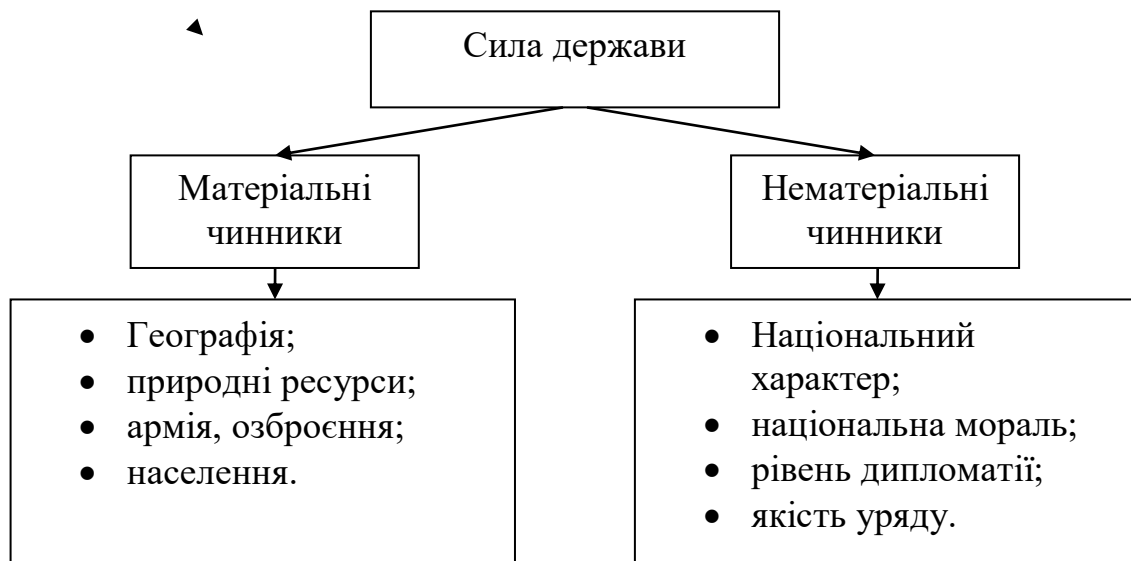 Сила держави
Матеріальні
чинники
Нематеріальні
чинники
• Географія;
• природні ресурси;
• армія, озброєння;
• населення.
• Національний
характер;
• національна мораль;
• рівень дипломатії;
• якість уряду.